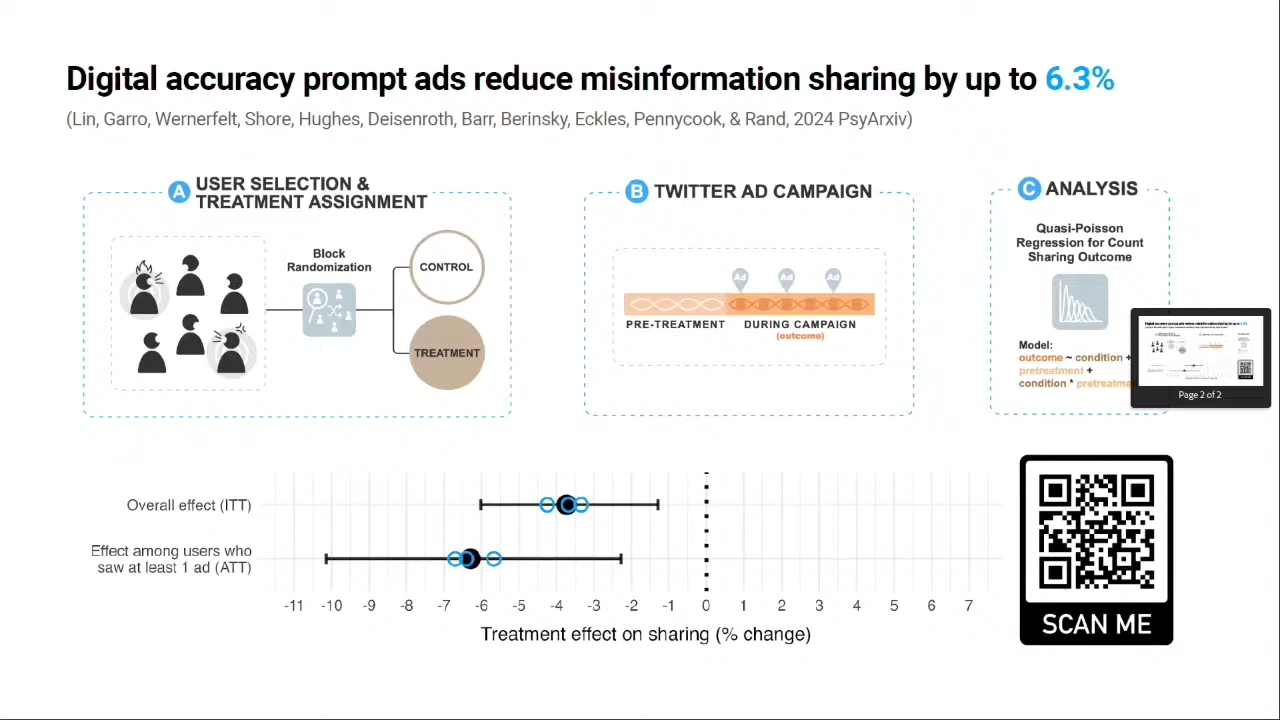 Digital accuracy prompt ads reduce misinformation sharing by up to 6.3%
(Lin, Garro, Wernerfelt, Shore, Hughes, Deisenroth, Barr, Berinsky, Eckles, Pennycook, & Rand, 2024 PsyArxiv)
A USER SELECTION &
TREATMENT ASSIGNMENT
Block
Randomization
CONTROL
TREATMENT
B TWITTER AD CAMPAIGN
Ad Ad Ad
PRE-TREATMENT DURING CAMPAIGN
(outcome)
C ANALYSIS
Quasi-Poisson
Regression for Count
Sharing Outcome
Model:
outcome ~ condition +
pretreatment +
condition * pretreatme
Page 2 of 2
Overall effect (ITT)
Effect among users who
saw at least 1 ad (ATT)
-11 -10 -9 -8 -7 -6 -5 -4 -3 -2 -1 0 1 2 3 4 5 6 7
Treatment effect on sharing (% change)
SCAN ME